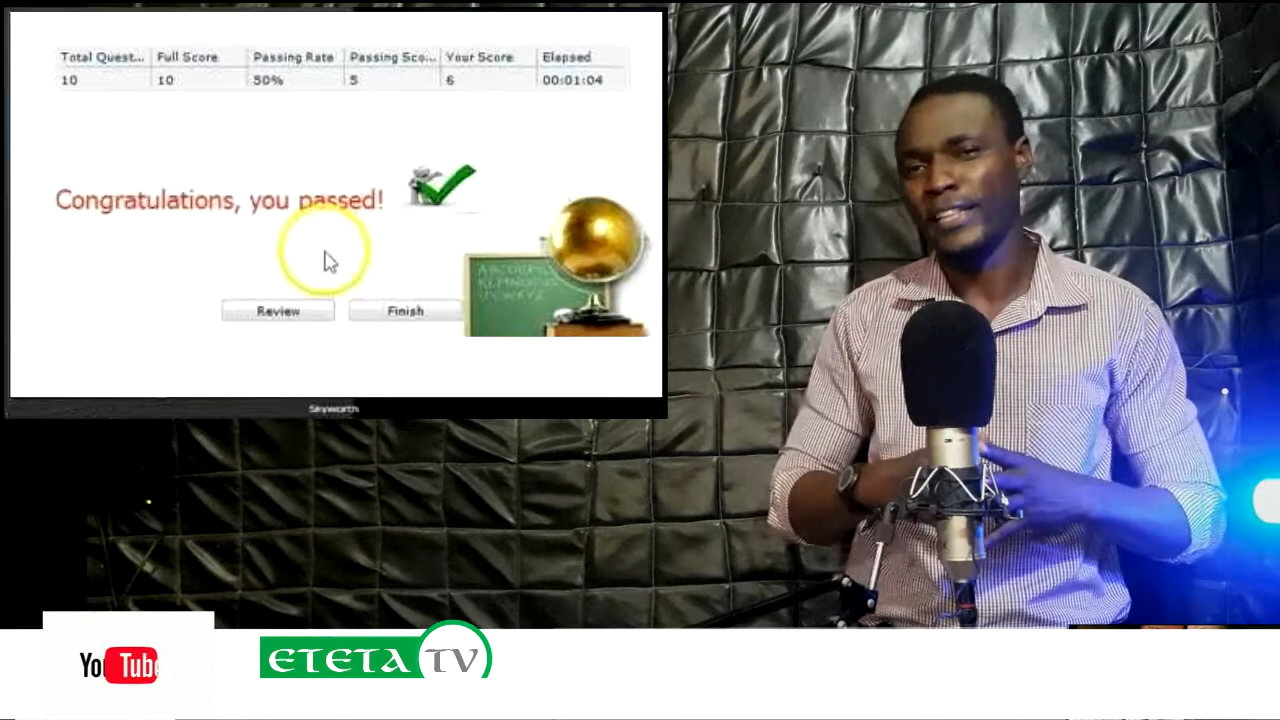 Total Quest... Full Score Passing Rate Passing Sco... Your Score Elapsed
10 10 50% 5 6 00:01:04
Congratulations, you passed!
Review Finish
Skyworth
YouTube
ETETA TV